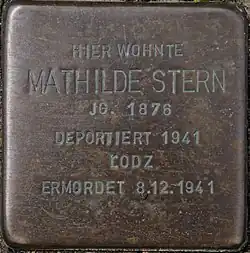 HIER WOHNTE
MATHILDE STERN
JG. 1876
DEPORTIERT 1941
LODZ
ERMORDET 8.12.1941